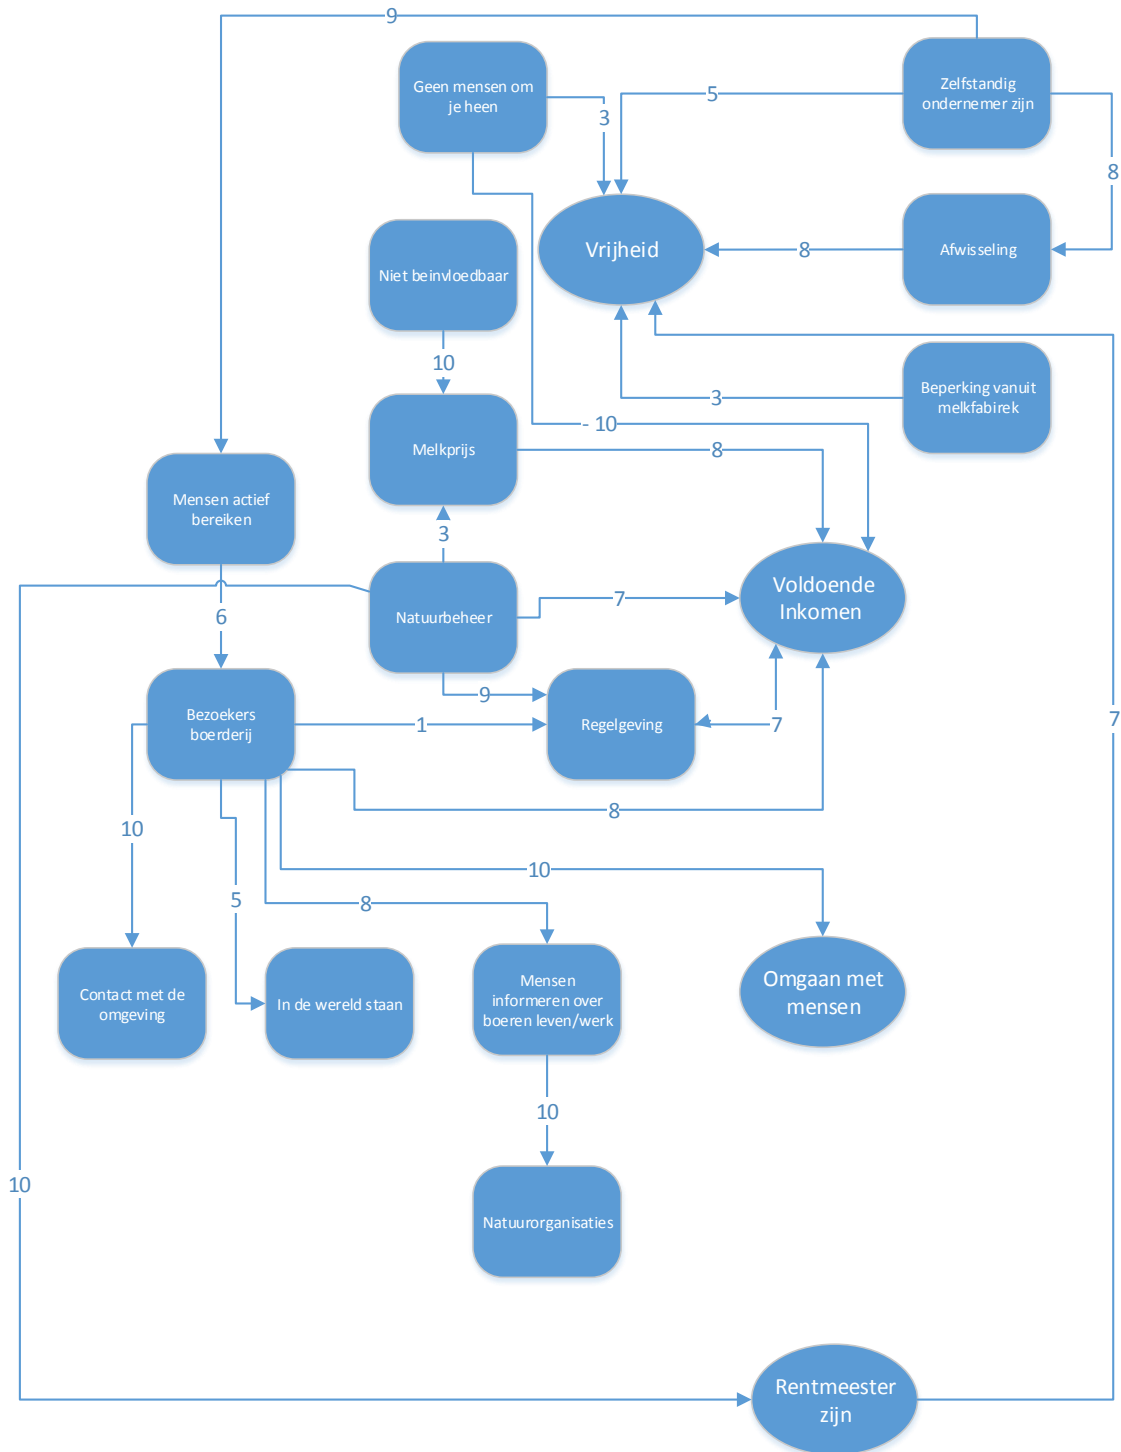 9
Geen mensen om
je heen
Zelfstandig
ondernemer zijn
5
3
8
Vrijheid
8
Afwisseling
Niet beinvloedbaar
10
Beperking vanuit
melkfabirek
3
- 10
Melkprijs
8
Mensen actief
bereiken
3
Voldoende
Inkomen
Natuurbeheer
7
6
9
Bezoekers
boerderij
1
Regelgeving
7
7
8
10
10
5
8
Contact met de
omgeving
In de wereld staan
Mensen
informeren over
boeren leven/werk
Omgaan met
mensen
10
10
Natuurorganisaties
Rentmeester
zijn